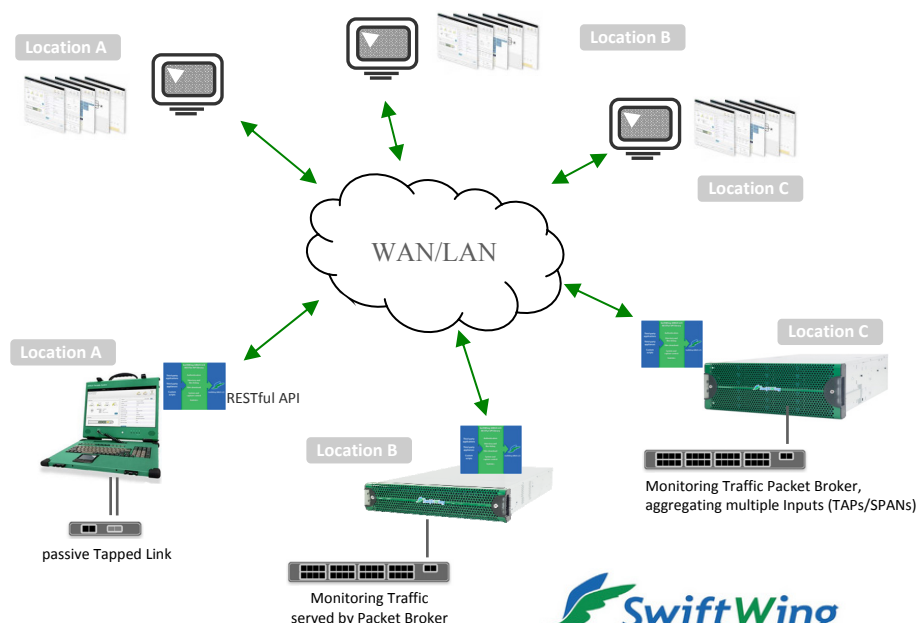 Location A
Location B
Location C
WAN/LAN
Location A
RESTful API
Location B
Location C
passive Tapped Link
Monitoring Traffic
served by Packet Broker
Monitoring Traffic Packet Broker,
aggregating multiple Inputs (TAPs/SPANs)
SwiftWing